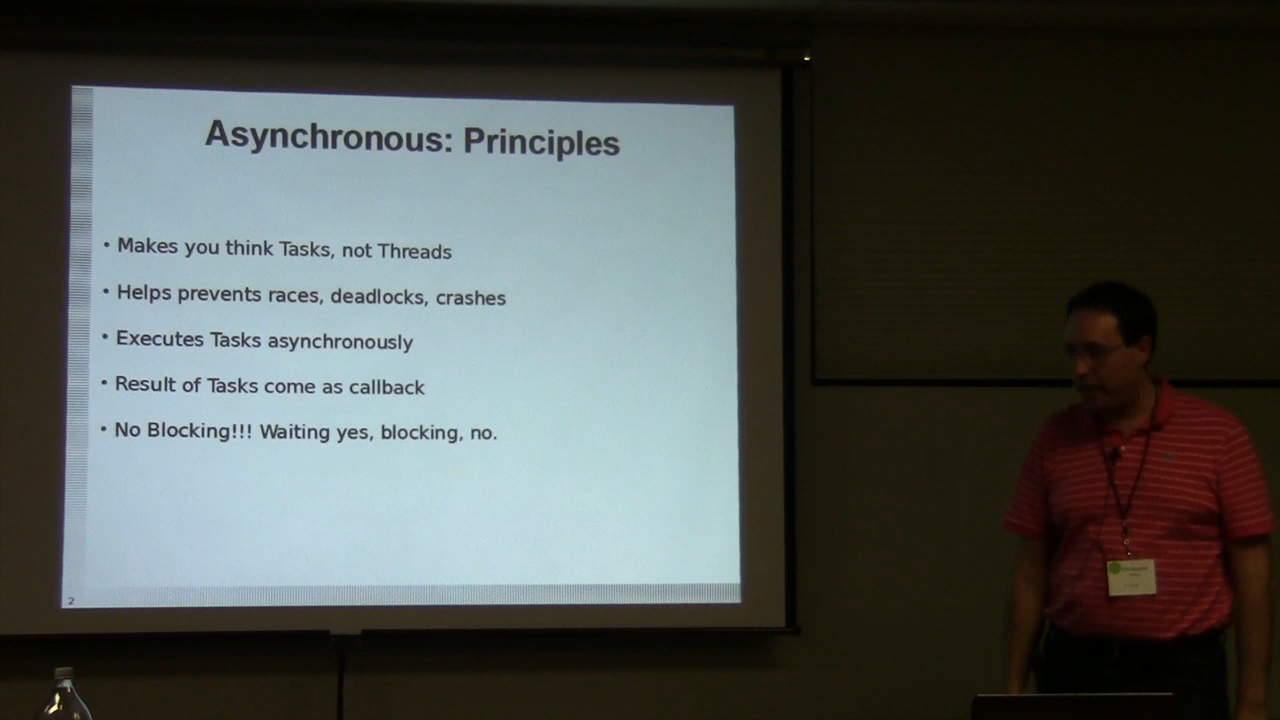 Asynchronous: Principles
• Makes you think Tasks, not Threads
• Helps prevents races, deadlocks, crashes
• Executes Tasks asynchronously
• Result of Tasks come as callback
• No Blocking!!! Waiting yes, blocking, no.
2